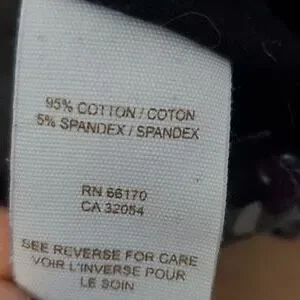 95% COTTON / COTON
5% SPANDEX / SPANDEX
RN 66170
CA 32054
SEE REVERSE FOR CARE
VOIR L'INVERSE POUR
LE SOIN